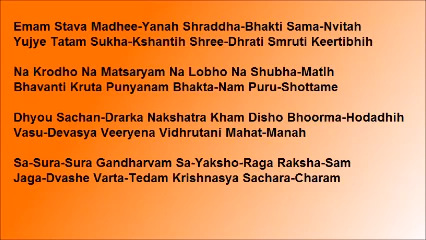 Emam Stava Madhee-Yanah Shraddha-Bhakti Sama-Nvitah
Yujye Tatam Sukha-Kshantih Shree-Dhrati Smruti Keertibhih
Na Krodho Na Matsaryam Na Lobho Na Shubha-Matih
Bhavanti Kruta Punyanam Bhakta-Nam Puru-Shottame
Dhyou Sachan-Drarka Nakshatra Kham Disho Bhoorma-Hodadhih
Vasu-Devasya Veeryena Vidhrutani Mahat-Manah
Sa-Sura-Sura Gandharvam Sa-Yaksho-Raga Raksha-Sam
Jaga-Dvashe Varta-Tedam Krishnasya Sachara-Charam